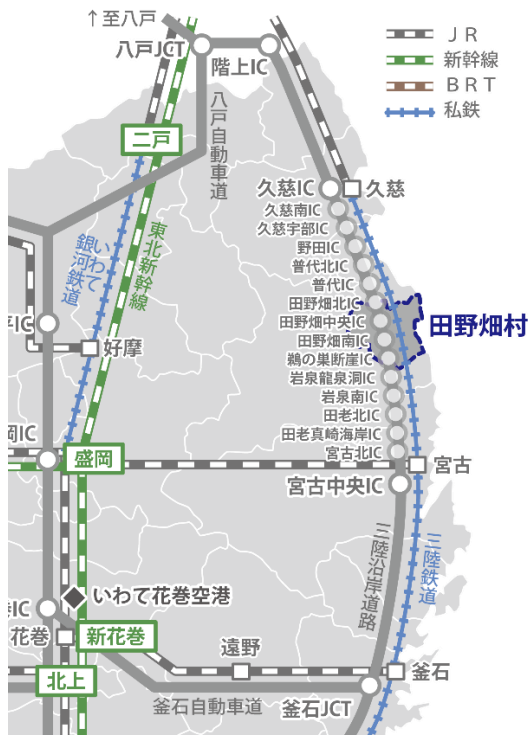 ↑至八戸
八戸JCT
階上IC
JR
新幹線
BRT
私鉄
二戸
八戸自動車道
久慈IC
久慈
久慈南IC
久慈宇部IC
野田IC
普代北IC
普代IC
田野畑北IC
田野畑中央IC
田野畑南IC
鵜の巣断崖IC
岩泉龍泉洞IC
岩泉南IC
田老北IC
田老真崎海岸IC
宮古北IC
田野畑村
東北新幹線
いわて
銀河鉄道
平IC
好摩
岡IC
盛岡
宮古
宮古中央IC
三陸沿岸道路
三陸鉄道
いわて花巻空港
IC
花巻
新花巻
遠野
釜石
北上
釜石自動車道
釜石JCT